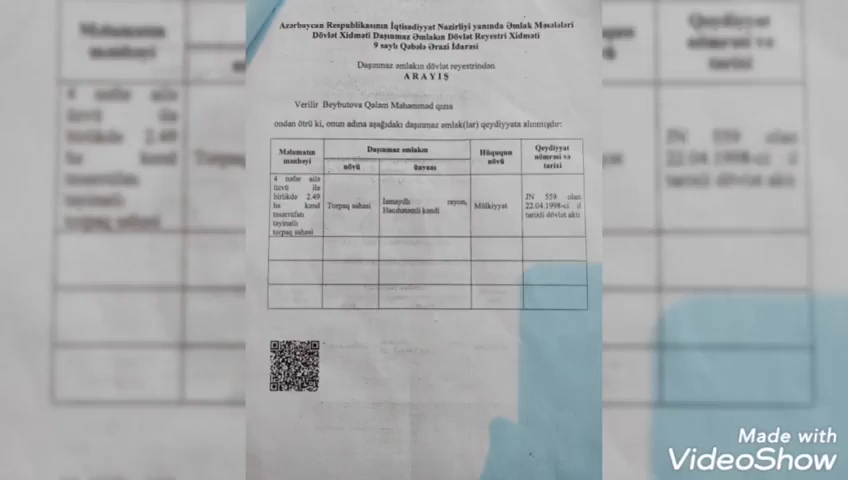 Azərbaycan Respublikasının İqtisadiyyat Nazirliyi yanında Əmlak Məsələləri
Dövlət Xidməti Daşınmaz Əmlakın Dövlət Reyestri Xidməti
9 saylı Qəbələ Ərazi İdarəsi
Daşınmaz əmlakın dövlət reyestrindən
ARAYIŞ
Verilir Beybutova Qələm Məhəmməd qızına
ondan ötrü ki, onun adına aşağıdakı daşınmaz əmlak(lar) qeydiyyata alınmışdır:
Məlumatın
mənbəyi
Daşınmaz əmlakın
növü
ünvanı
Hüququn
növü
Qeydiyyat
nömrəsi və
tarixi
4 nəfər ailə
üzvü ilə
birlikdə 2.49
ha kənd
təsərrüfatı
təyinatlı
torpaq sahəsi
Torpaq sahəsi
İsmayıllı rayon,
Hacıhətəmli kəndi
Mülkiyyət
JN 559 olan
22.04.1998-ci il
tarixli dövlət aktı
Made with
VideoShow